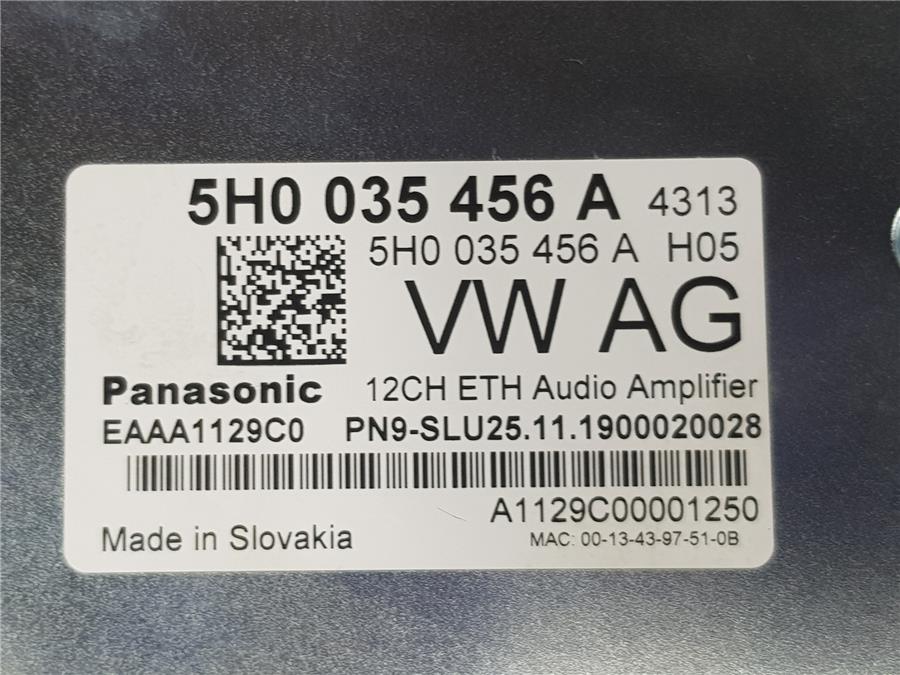 5H0 035 456 A 4313
5H0 035 456 A H05
VW AG
Panasonic 12CH ETH Audio Amplifier
EAAA1129C0 PN9-SLU25.11.1900020028
A1129C00001250
Made in Slovakia MAC: 00-13-43-97-51-0B